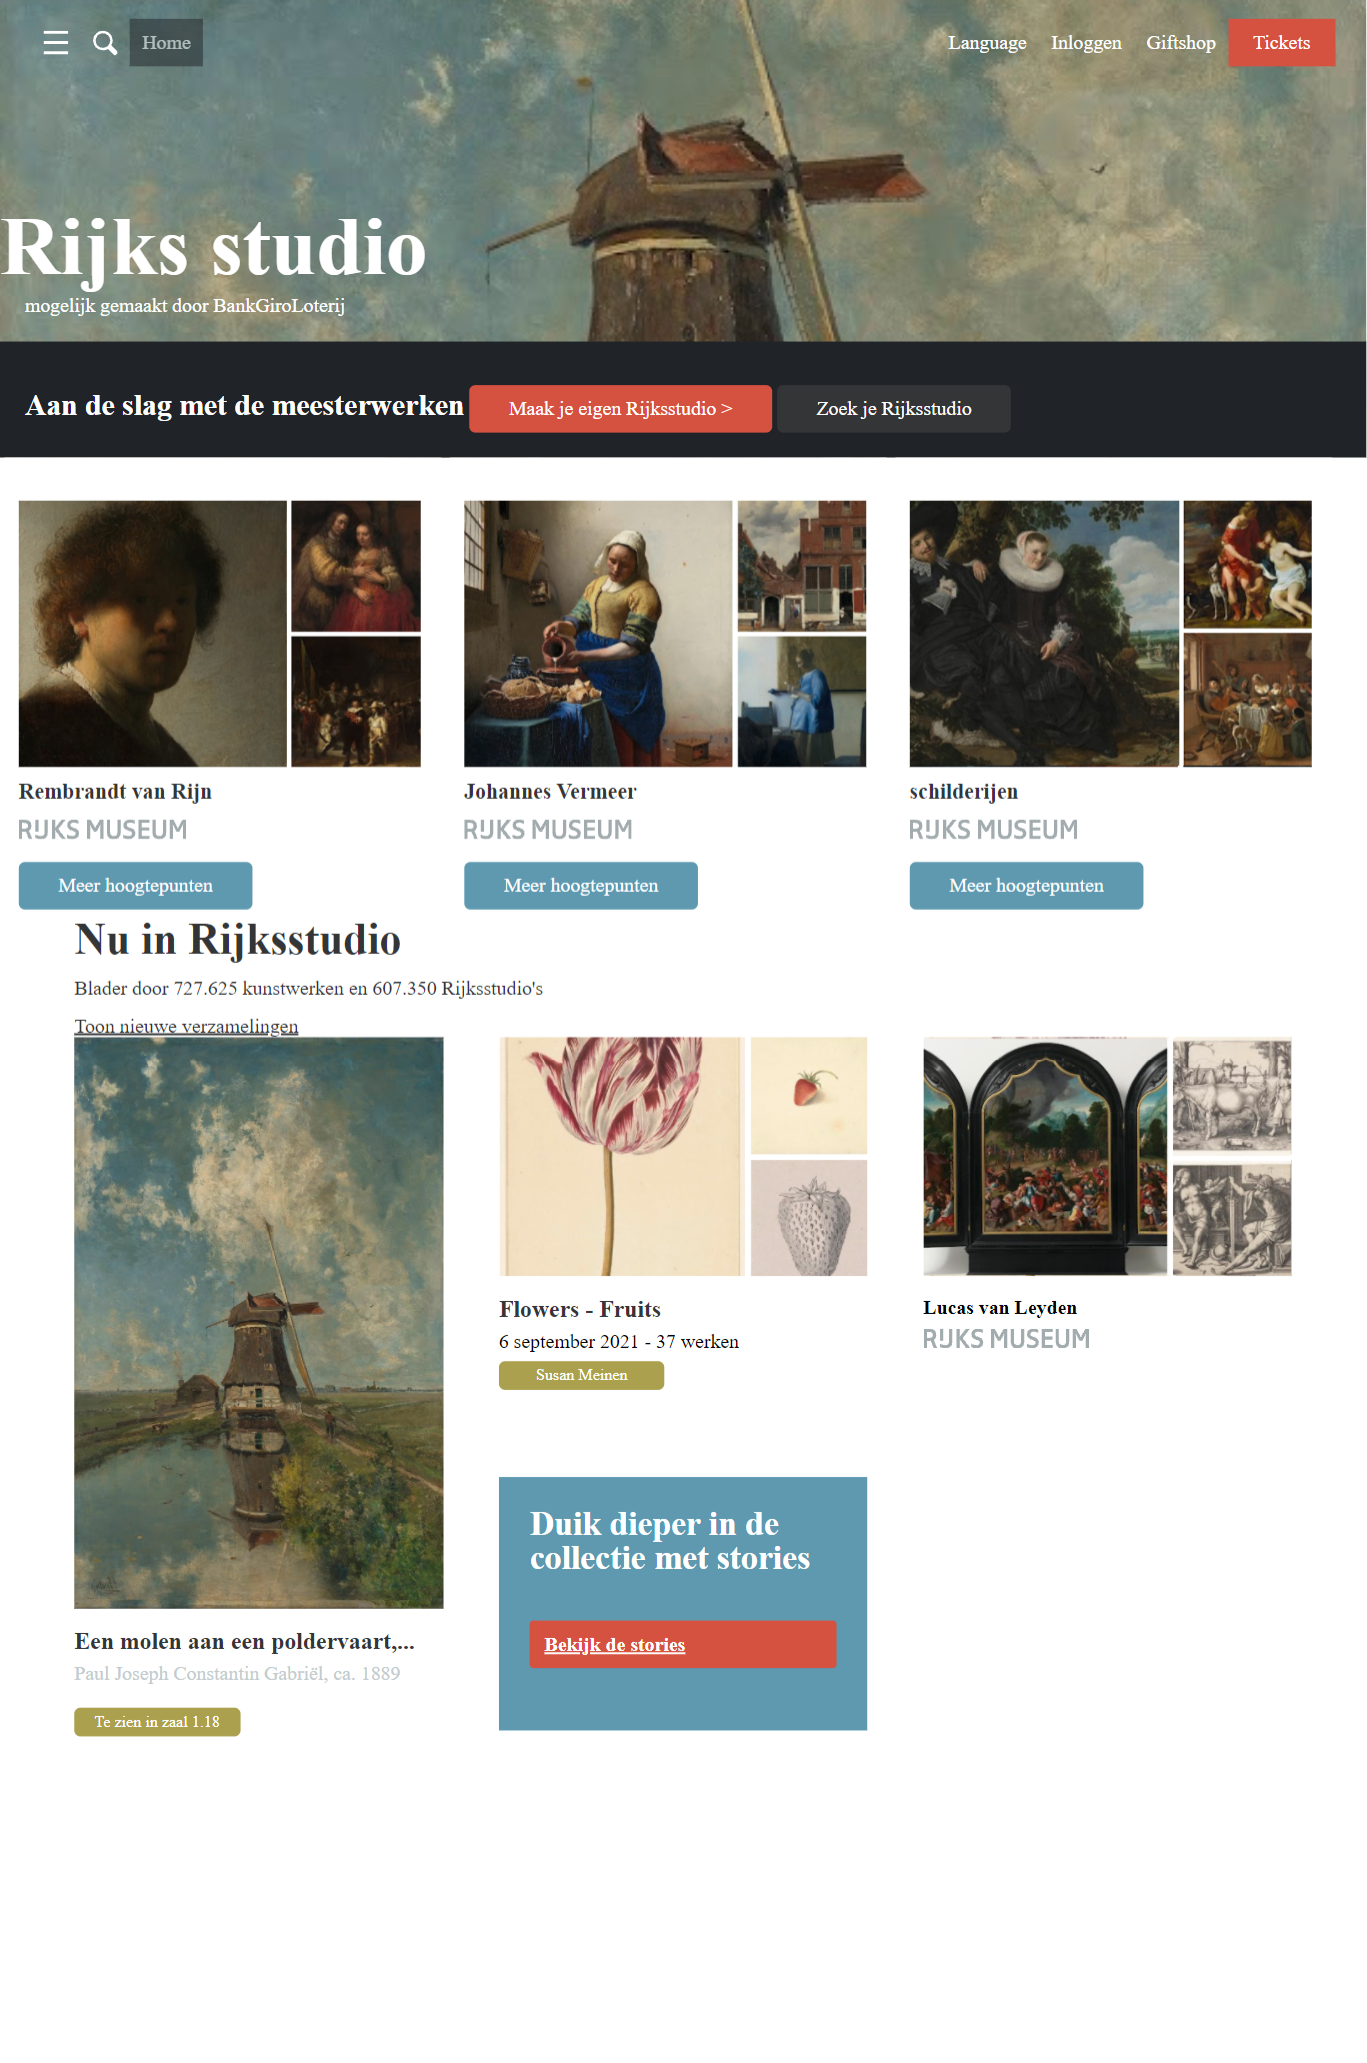 Home
Language
Inloggen
Giftshop
Tickets
Rijks studio
mogelijk gemaakt door BankGiroLoterij
Aan de slag met de meesterwerken
Maak je eigen Rijksstudio >
Zoek je Rijksstudio
Rembrandt van Rijn
RIJKS MUSEUM
Meer hoogtepunten
Johannes Vermeer
RIJKS MUSEUM
Meer hoogtepunten
schilderijen
RIJKS MUSEUM
Meer hoogtepunten
Nu in Rijksstudio
Blader door 727.625 kunstwerken en 607.350 Rijksstudio's
Toon nieuwe verzamelingen
Een molen aan een poldervaart,...
Paul Joseph Constantin Gabriël, ca. 1889
Te zien in zaal 1.18
Flowers - Fruits
6 september 2021 - 37 werken
Susan Meinen
Duik dieper in de
collectie met stories
Bekijk de stories
Lucas van Leyden
RIJKS MUSEUM